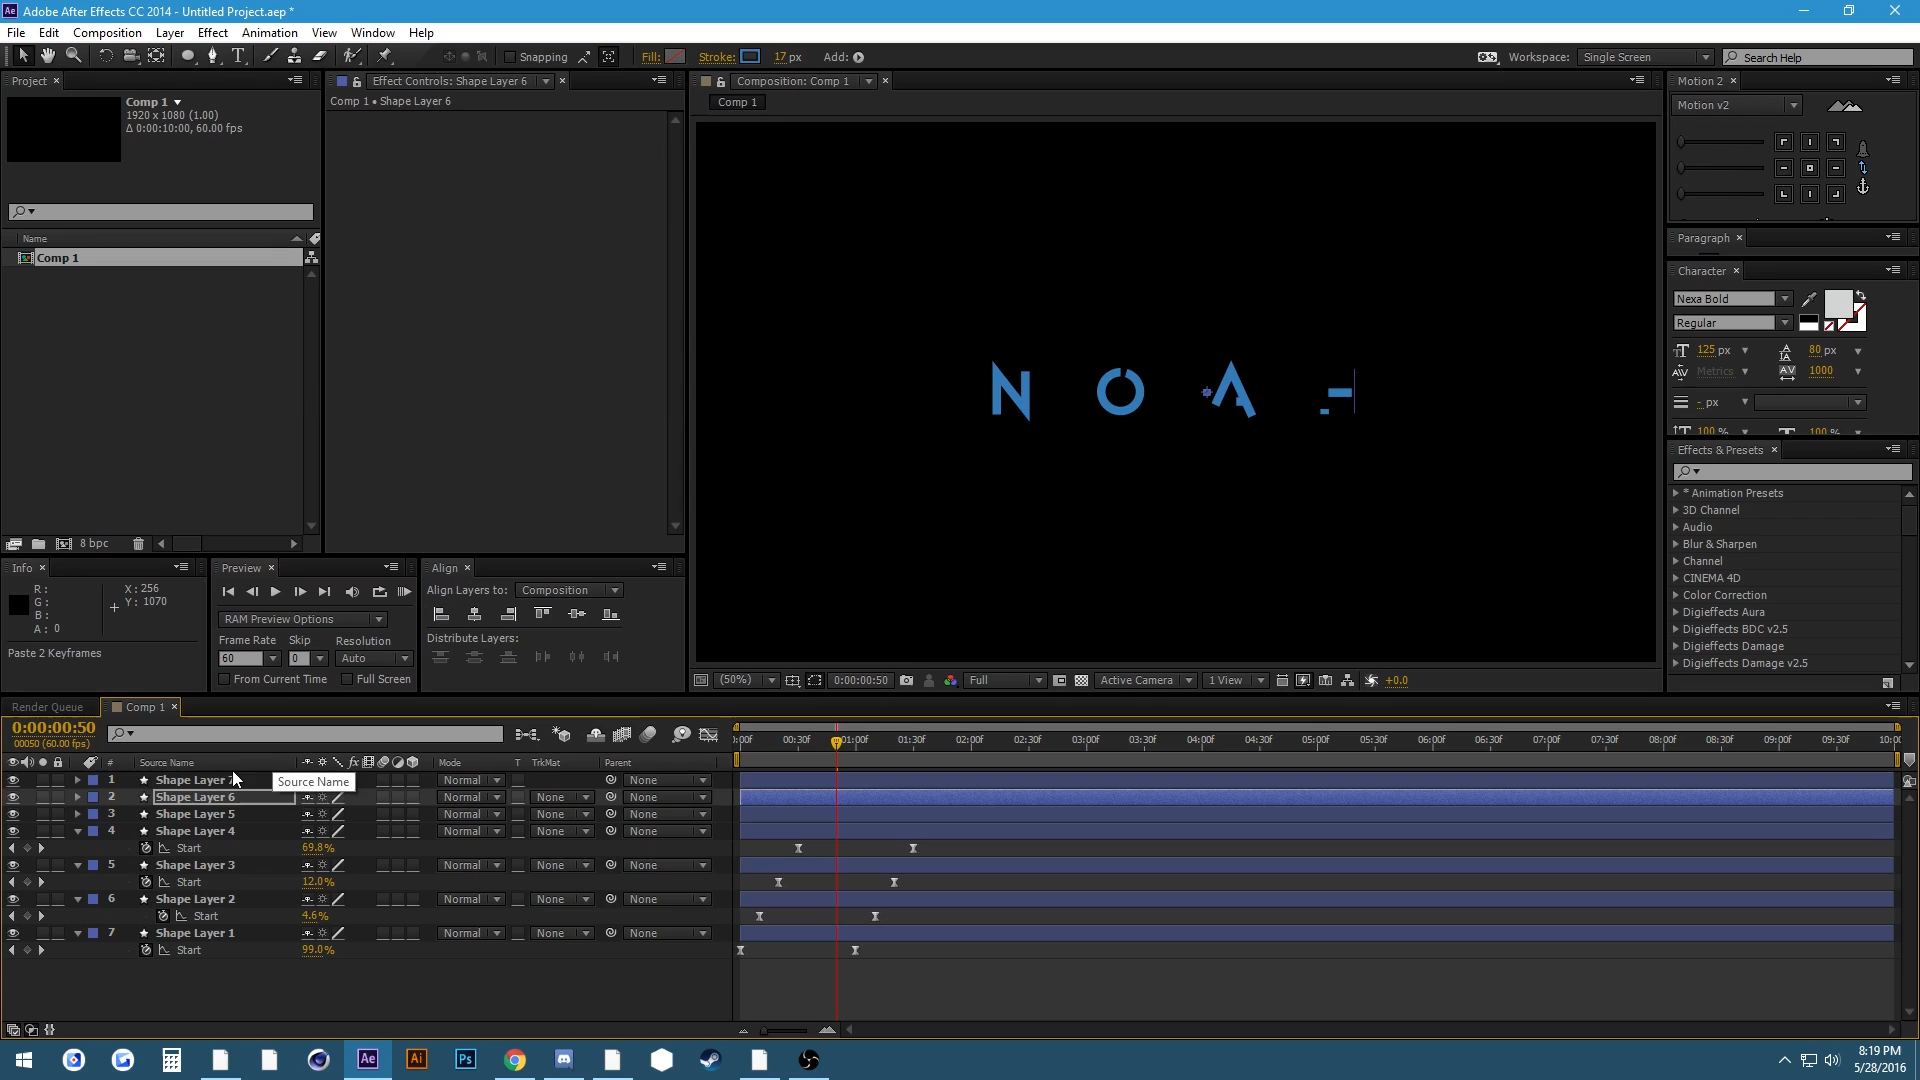 Adobe After Effects CC 2014 - Untitled Project.aep *
File Edit Composition Layer Effect Animation View Window Help
Snapping Fill: Stroke: 17 px Add: Workspace: Single Screen Search Help
Project
Comp 1
1920 x 1080 (1.00)
Δ 0:00:10:00, 60.00 fps
Name
Comp 1
8 bpc
Effect Controls: Shape Layer 6
Comp 1 • Shape Layer 6
Composition: Comp 1
Comp 1
N O A
(50%) 0:00:00:50 Full Active Camera 1 View +0.0
Motion 2
Motion v2
Paragraph
Character
Nexa Bold
Regular
125 px 80 px
Metrics 1000
- px
100 % 100 %
Effects & Presets
* Animation Presets
3D Channel
Audio
Blur & Sharpen
Channel
CINEMA 4D
Color Correction
Digieffects Aura
Digieffects BDC v2.5
Digieffects Damage
Digieffects Damage v2.5
Info
R:
G:
B:
A: 0
X: 256
Y: 1070
Paste 2 Keyframes
Preview
RAM Preview Options
Frame Rate Skip Resolution
60 0 Auto
From Current Time Full Screen
Align
Align Layers to: Composition
Distribute Layers:
Render Queue Comp 1
0:00:00:50
00050 (60.00 fps)
:00f 00:30f 01:00f 01:30f 02:00f 02:30f 03:00f 03:30f 04:00f 04:30f 05:00f 05:30f 06:00f 06:30f 07:00f 07:30f 08:00f 08:30f 09:00f 09:30f 10:00
# Source Name fx Mode T TrkMat Parent
1 Shape Layer 7 Normal None
Source Name
2 Shape Layer 6 Normal None None
3 Shape Layer 5 Normal None None
4 Shape Layer 4 Normal None None
Start 69.8%
5 Shape Layer 3 Normal None None
Start 12.0%
6 Shape Layer 2 Normal None None
Start 4.6%
7 Shape Layer 1 Normal None None
Start 99.0%
Ae Ai Ps
8:19 PM
5/28/2016